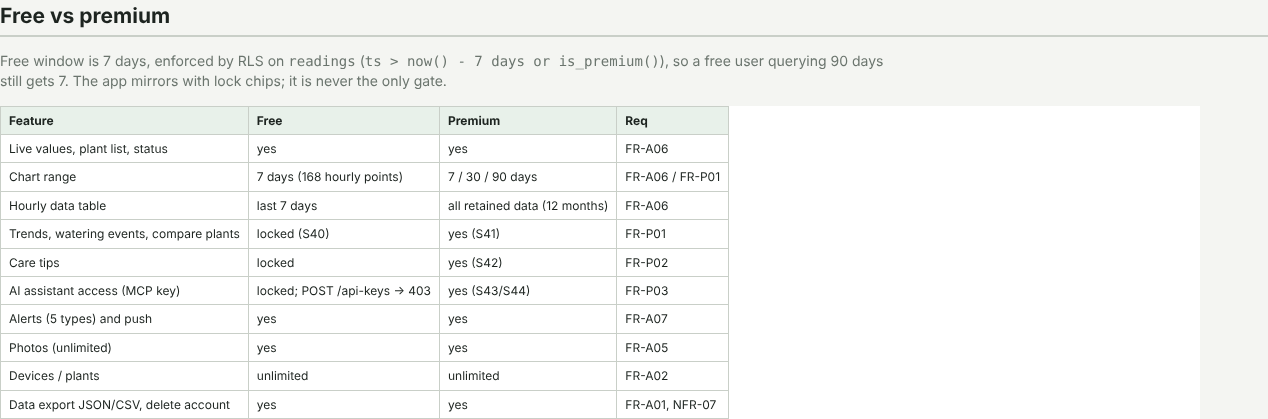 Free vs premium
Free window is 7 days, enforced by RLS on readings (ts > now() - 7 days or is_premium()), so a free user querying 90 days
still gets 7. The app mirrors with lock chips; it is never the only gate.
Feature Free Premium Req
Live values, plant list, status yes yes FR-A06
Chart range 7 days (168 hourly points) 7 / 30 / 90 days FR-A06 / FR-P01
Hourly data table last 7 days all retained data (12 months) FR-A06
Trends, watering events, compare plants locked (S40) yes (S41) FR-P01
Care tips locked yes (S42) FR-P02
AI assistant access (MCP key) locked; POST /api-keys → 403 yes (S43/S44) FR-P03
Alerts (5 types) and push yes yes FR-A07
Photos (unlimited) yes yes FR-A05
Devices / plants unlimited unlimited FR-A02
Data export JSON/CSV, delete account yes yes FR-A01, NFR-07